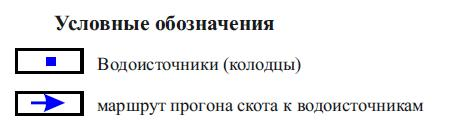 Условные обозначения
Водоисточники (колодцы)
маршрут прогона скота к водоисточникам